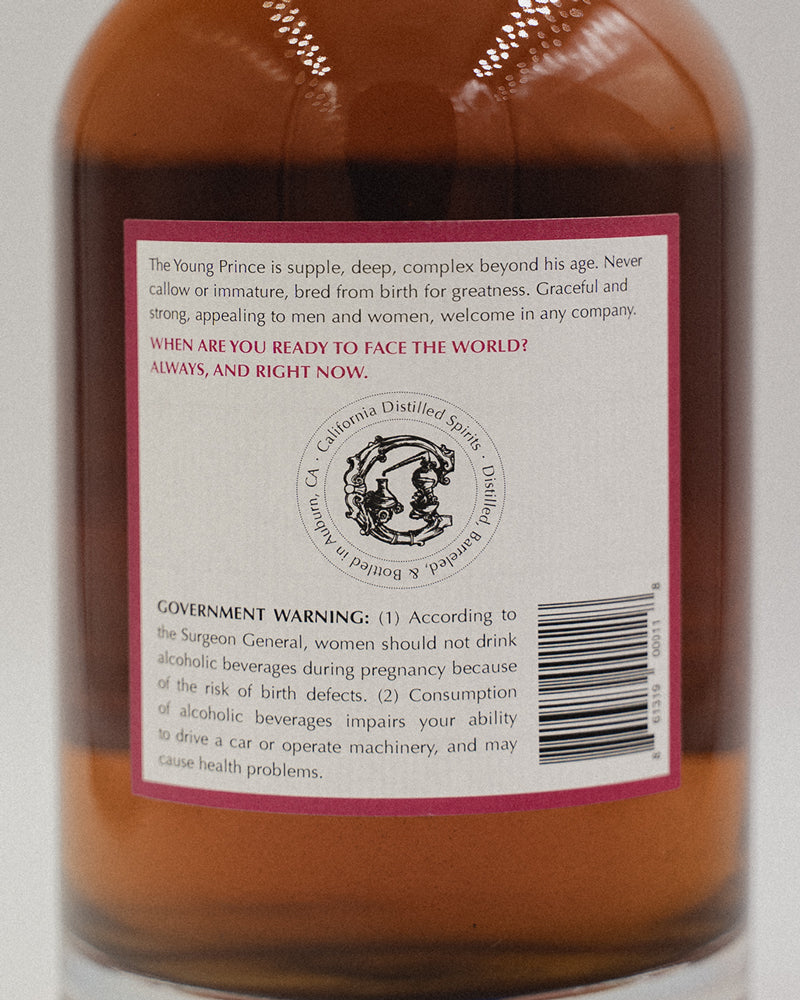 The Young Prince is supple, deep, complex beyond his age. Never
callow or immature, bred from birth for greatness. Graceful and
strong, appealing to men and women, welcome in any company.
WHEN ARE YOU READY TO FACE THE WORLD?
ALWAYS, AND RIGHT NOW.
· California Distilled Spirits · Distilled, Barreled, & Bottled in Auburn, CA
GOVERNMENT WARNING: (1) According to
the Surgeon General, women should not drink
alcoholic beverages during pregnancy because
of the risk of birth defects. (2) Consumption
of alcoholic beverages impairs your ability
to drive a car or operate machinery, and may
cause health problems.
8 61319 00911 8